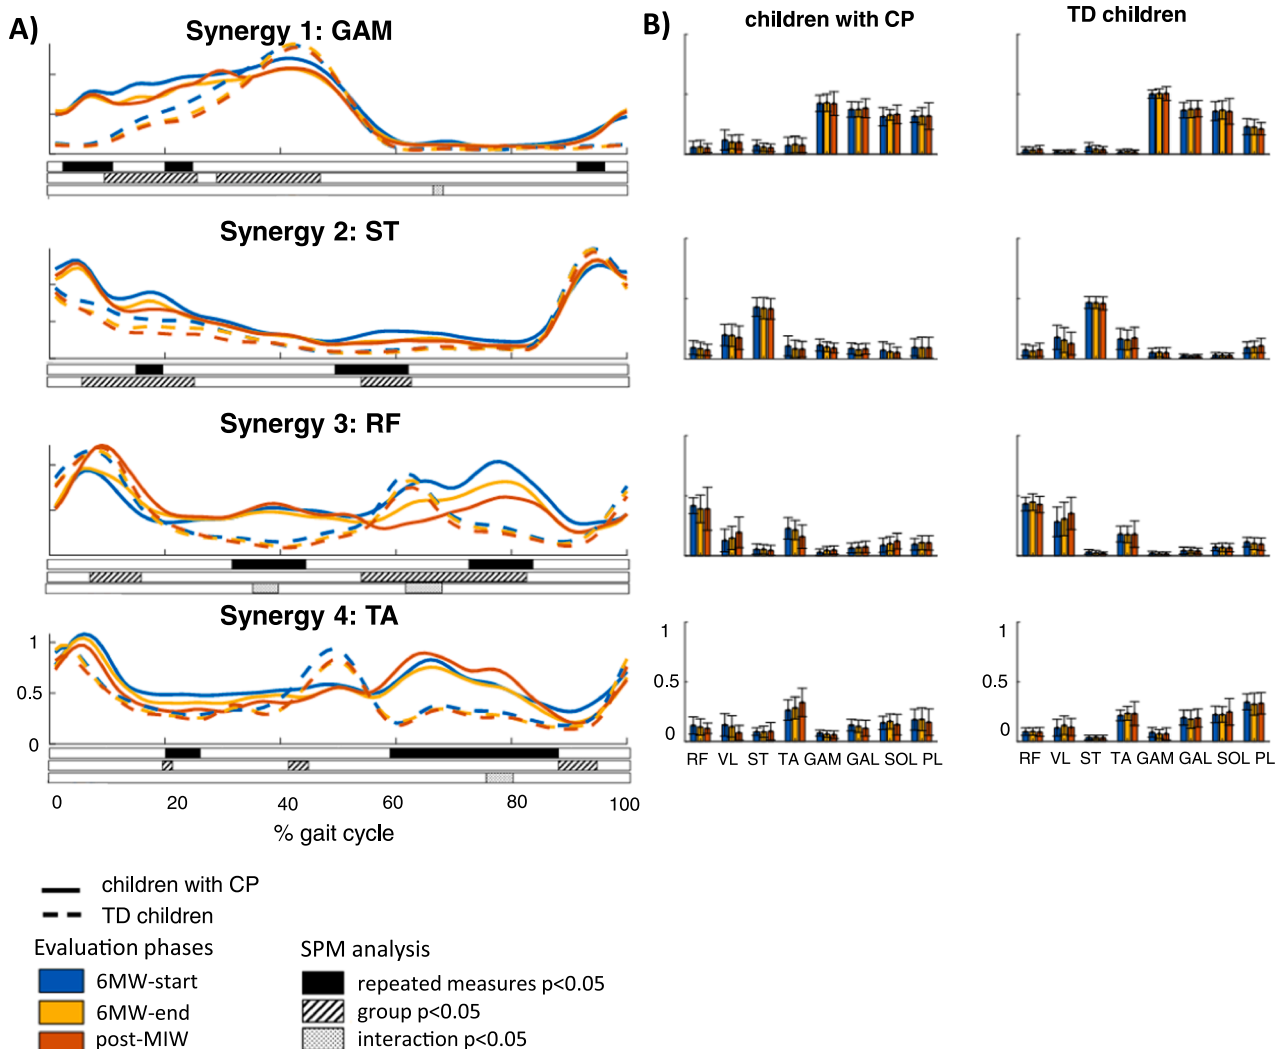 A)
Synergy 1: GAM
Synergy 2: ST
Synergy 3: RF
Synergy 4: TA
1
0.5
0
0 20 40 60 80 100
% gait cycle
children with CP
TD children
Evaluation phases
6MW-start
6MW-end
post-MIW
SPM analysis
repeated measures p<0.05
group p<0.05
interaction p<0.05
B)
children with CP
TD children
1
0.5
0
RF VL ST TA GAM GAL SOL PL
1
0.5
0
RF VL ST TA GAM GAL SOL PL